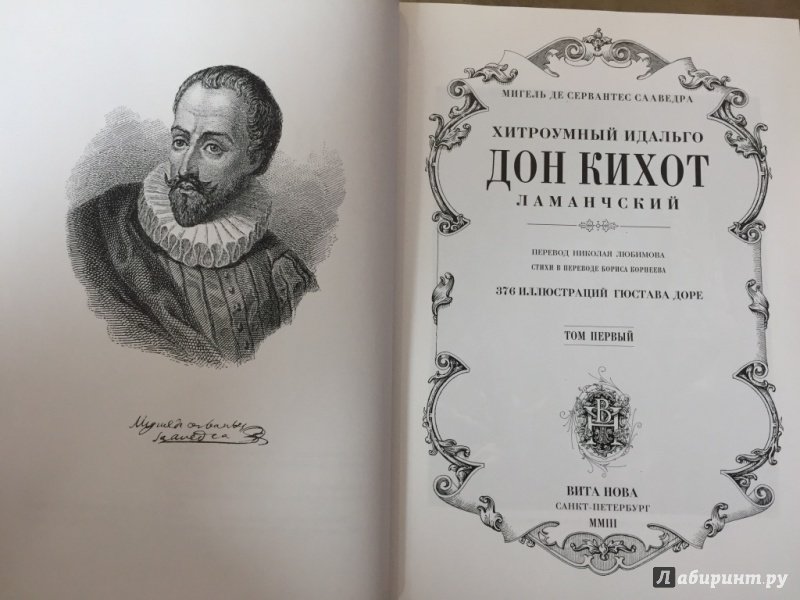 МИГЕЛЬ ДЕ СЕРВАНТЕС СААВЕДРА
ХИТРОУМНЫЙ ИДАЛЬГО
ДОН КИХОТ
ЛАМАНЧСКИЙ
ПЕРЕВОД НИКОЛАЯ ЛЮБИМОВА
СТИХИ В ПЕРЕВОДЕ БОРИСА КОРНЕЕВА
376 ИЛЛЮСТРАЦИЙ ГЮСТАВА ДОРЕ
ТОМ ПЕРВЫЙ
ВН
ВИТА НОВА
САНКТ-ПЕТЕРБУРГ
MMIII
Лабиринт.ру